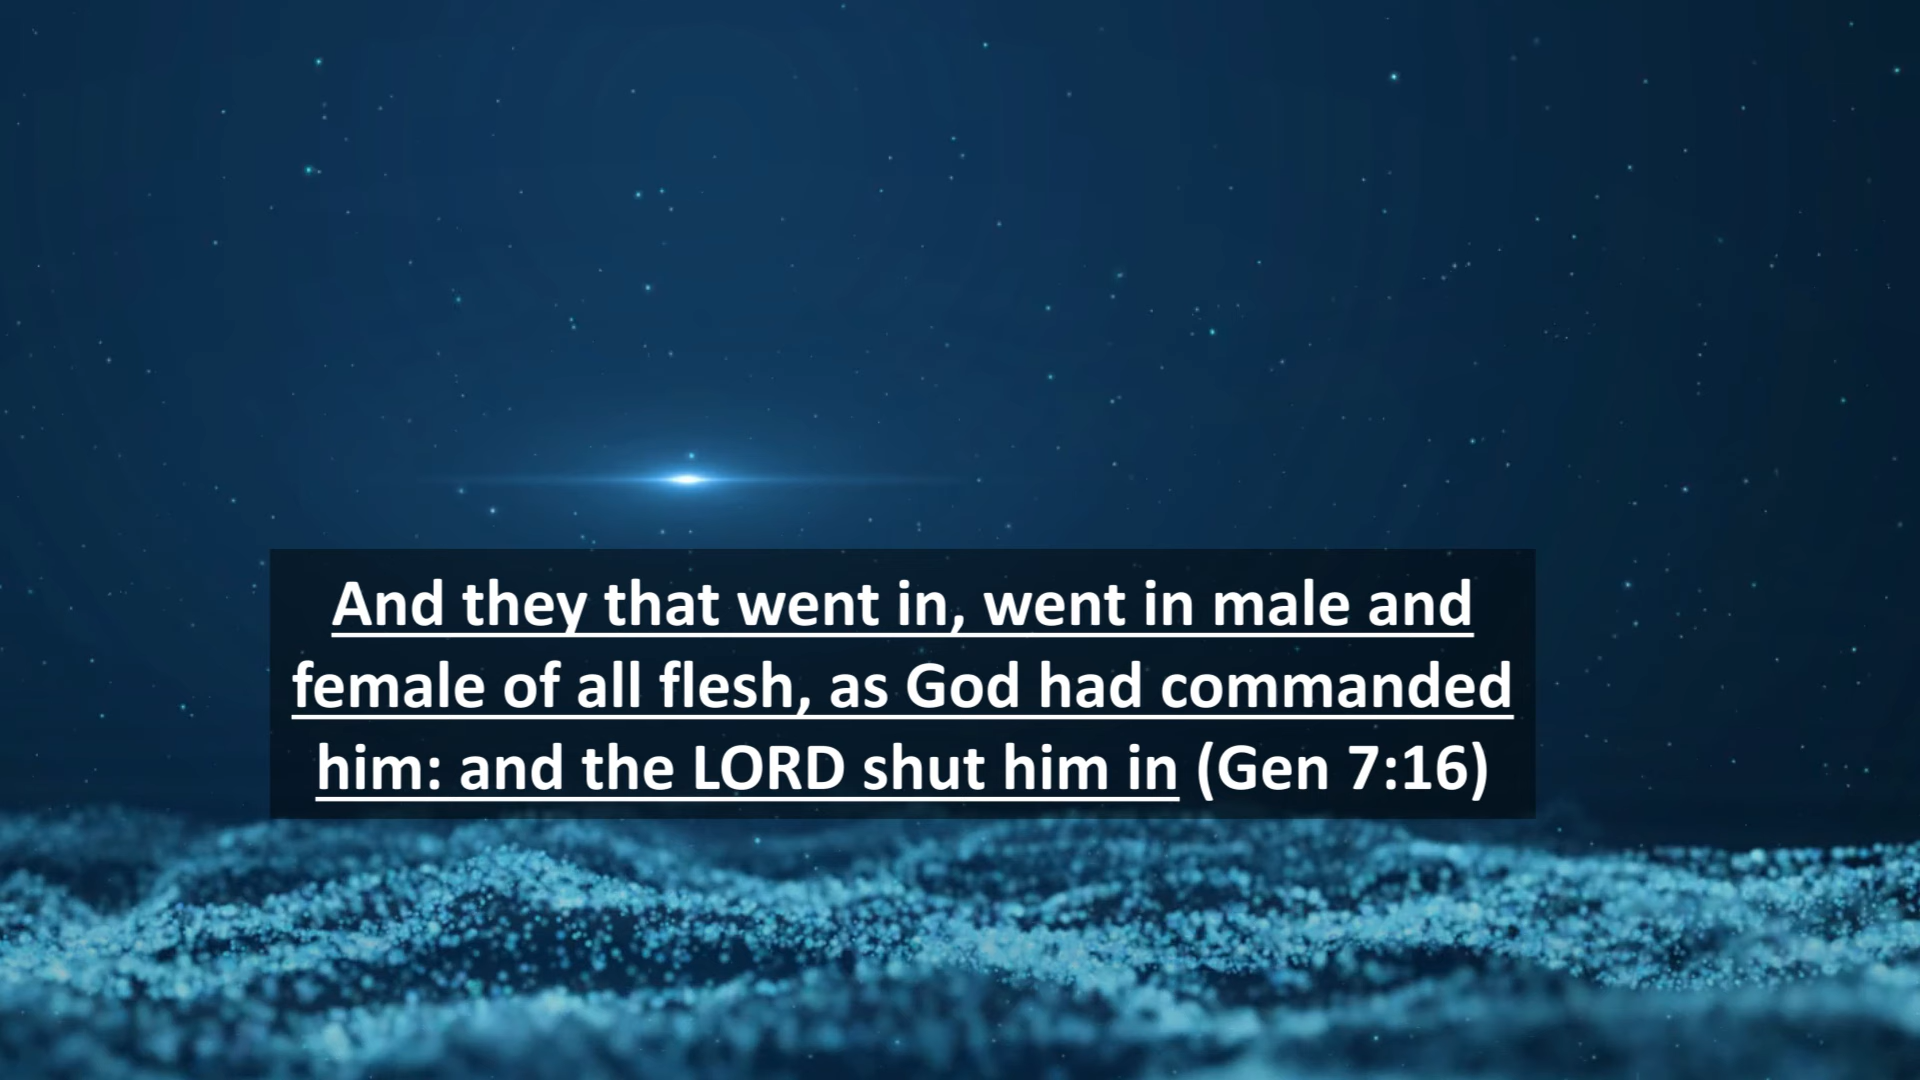 And they that went in, went in male and
female of all flesh, as God had commanded
him: and the LORD shut him in (Gen 7:16)